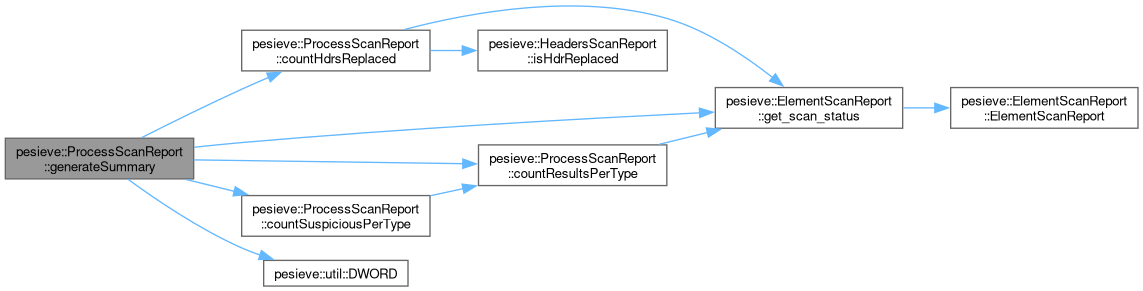 pesieve::ProcessScanReport
::generateSummary
pesieve::ProcessScanReport
::countHdrsReplaced
pesieve::HeadersScanReport
::isHdrReplaced
pesieve::ElementScanReport
::get_scan_status
pesieve::ElementScanReport
::ElementScanReport
pesieve::ProcessScanReport
::countResultsPerType
pesieve::ProcessScanReport
::countSuspiciousPerType
pesieve::util::DWORD